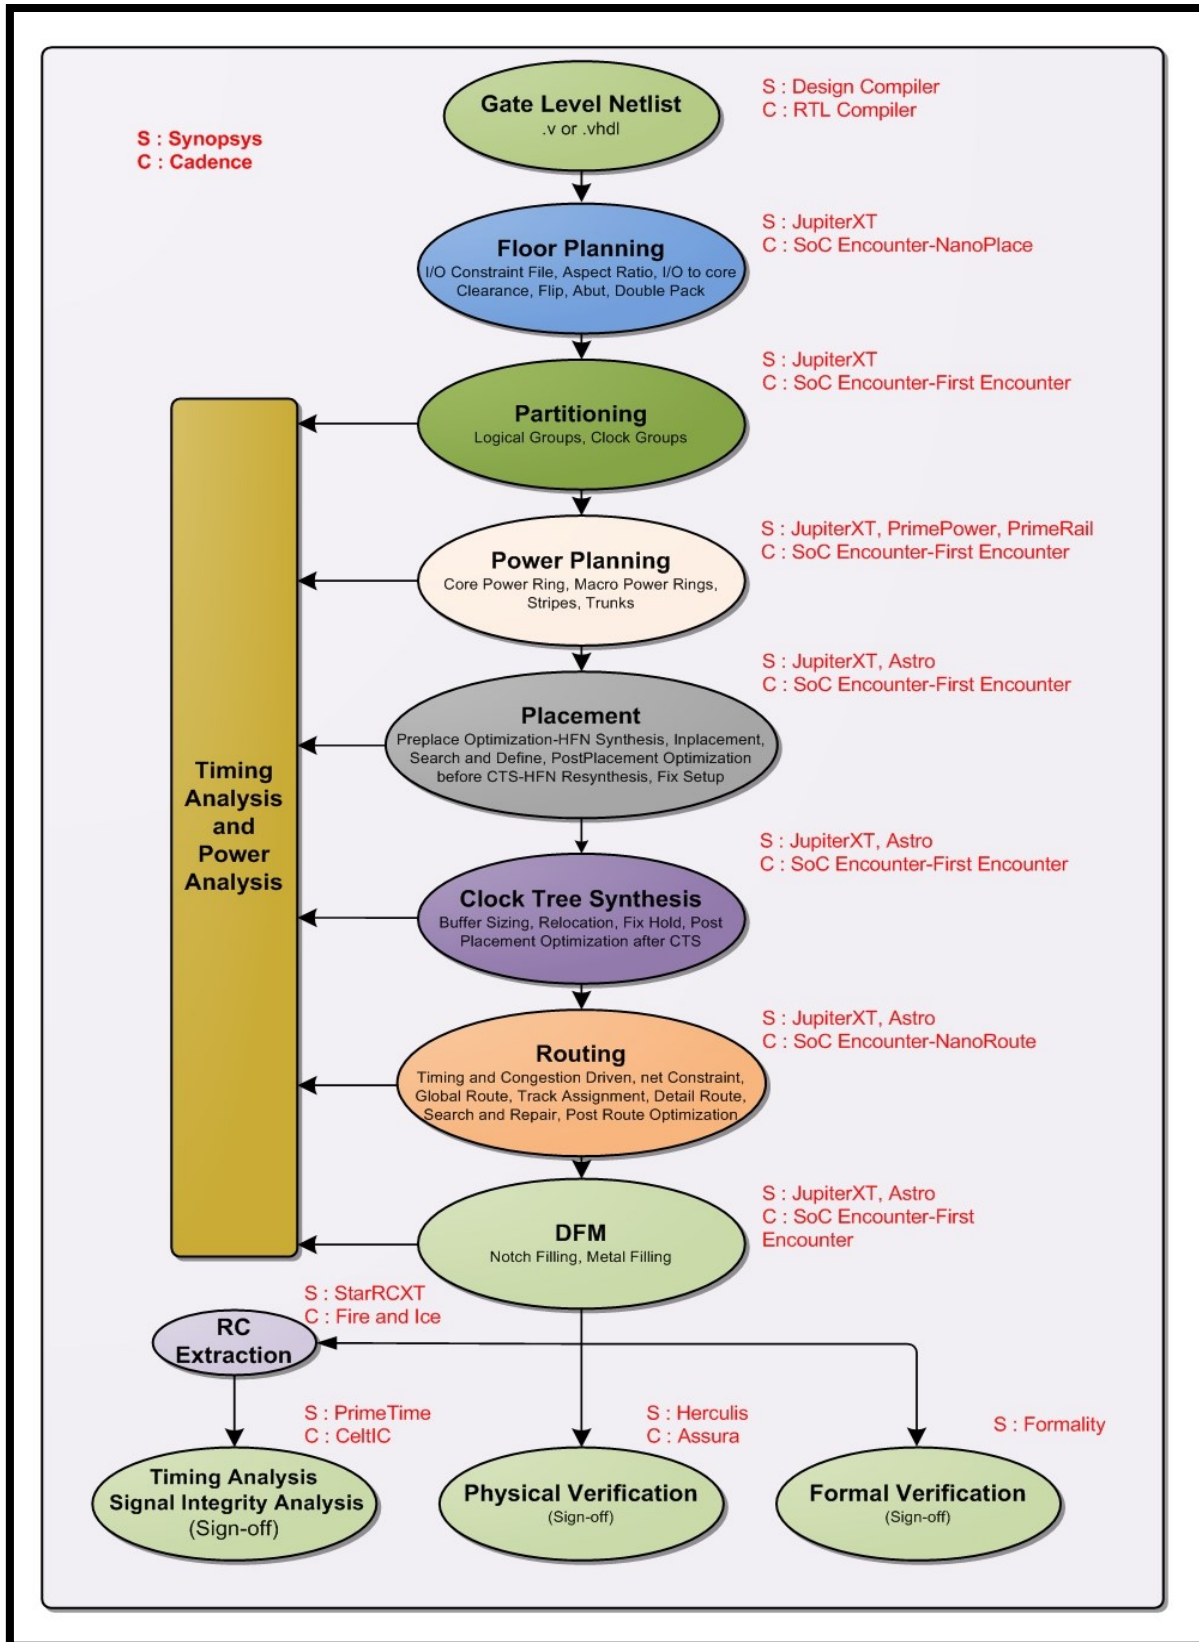 S : Design Compiler
C : RTL Compiler
Gate Level Netlist
.v or .vhdl
S : Synopsys
C : Cadence
S : JupiterXT
C : SoC Encounter-NanoPlace
Floor Planning
I/O Constraint File, Aspect Ratio, I/O to core
Clearance, Flip, Abut, Double Pack
S : JupiterXT
C : SoC Encounter-First Encounter
Partitioning
Logical Groups, Clock Groups
S : JupiterXT, PrimePower, PrimeRail
C : SoC Encounter-First Encounter
Power Planning
Core Power Ring, Macro Power Rings,
Stripes, Trunks
S : JupiterXT, Astro
C : SoC Encounter-First Encounter
Placement
Preplace Optimization-HFN Synthesis, Inplacement,
Search and Define, PostPlacement Optimization
before CTS-HFN Resynthesis, Fix Setup
Timing
Analysis
and
Power
Analysis
S : JupiterXT, Astro
C : SoC Encounter-First Encounter
Clock Tree Synthesis
Buffer Sizing, Relocation, Fix Hold, Post
Placement Optimization after CTS
S : JupiterXT, Astro
C : SoC Encounter-NanoRoute
Routing
Timing and Congestion Driven, net Constraint,
Global Route, Track Assignment, Detail Route,
Search and Repair, Post Route Optimization
S : JupiterXT, Astro
C : SoC Encounter-First
Encounter
DFM
Notch Filling, Metal Filling
S : StarRCXT
C : Fire and Ice
RC
Extraction
S : PrimeTime
C : CeltIC
S : Herculis
C : Assura
S : Formality
Timing Analysis
Signal Integrity Analysis
(Sign-off)
Physical Verification
(Sign-off)
Formal Verification
(Sign-off)